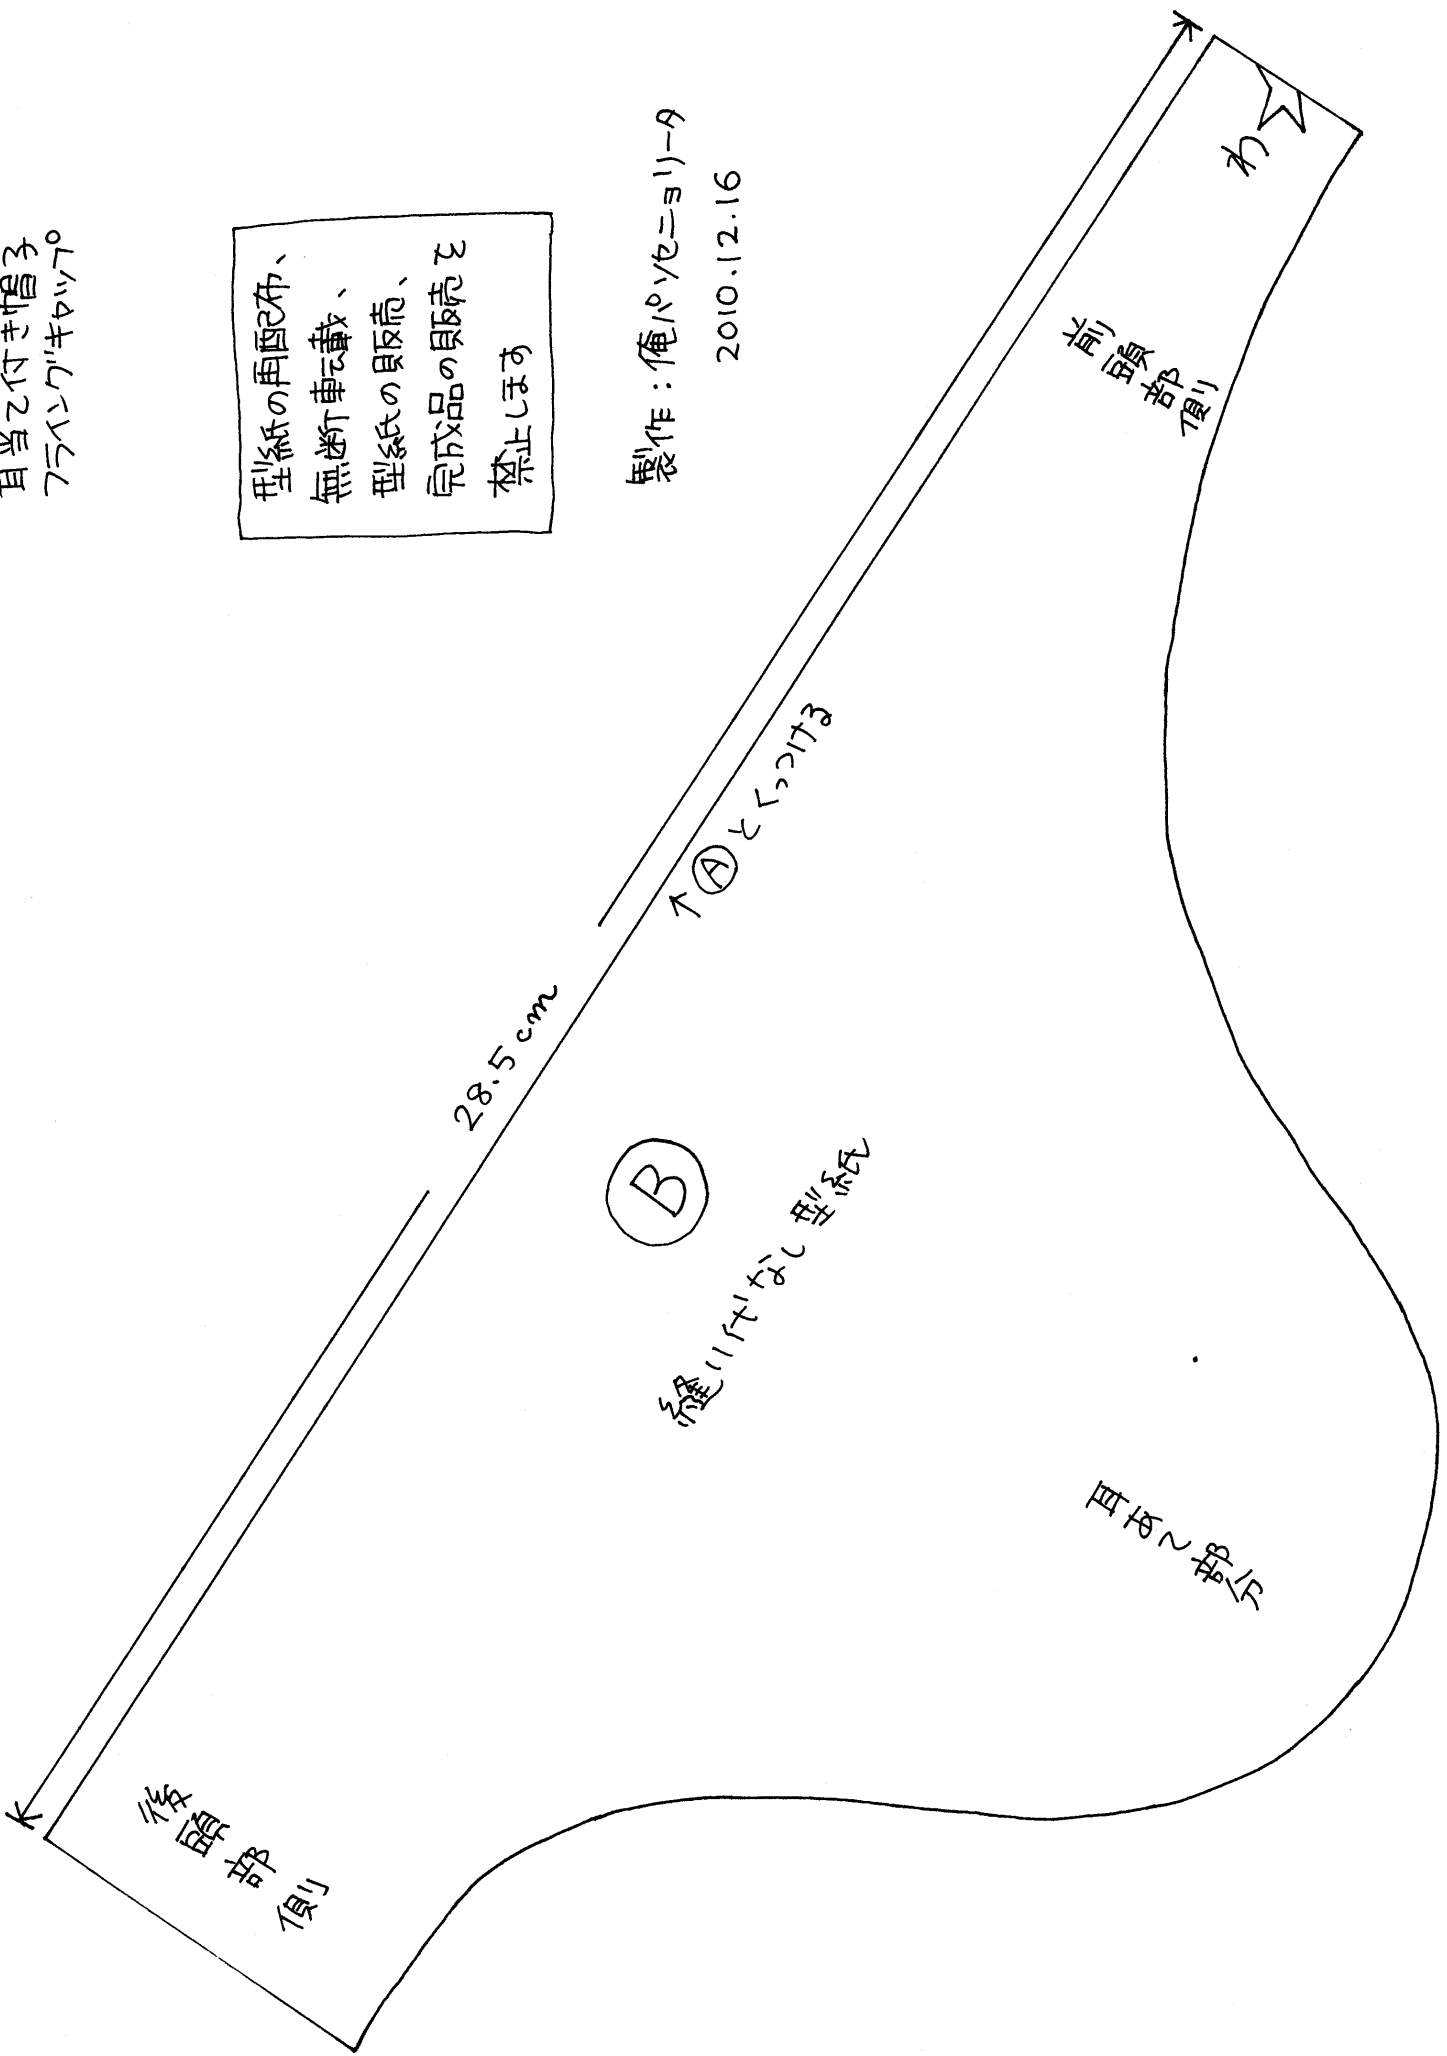 耳当て付き帽子
フライングキャップ
型紙の再配布、
無断転載、
型紙の販売、
完成品の販売を
禁止します
製作：俺パンセニョリータ
2010.12.16
わ
前頭部側
↑Ⓐとくっつける
28.5cm
Ⓑ
縫い代なし型紙
耳あて部分
後頭部側